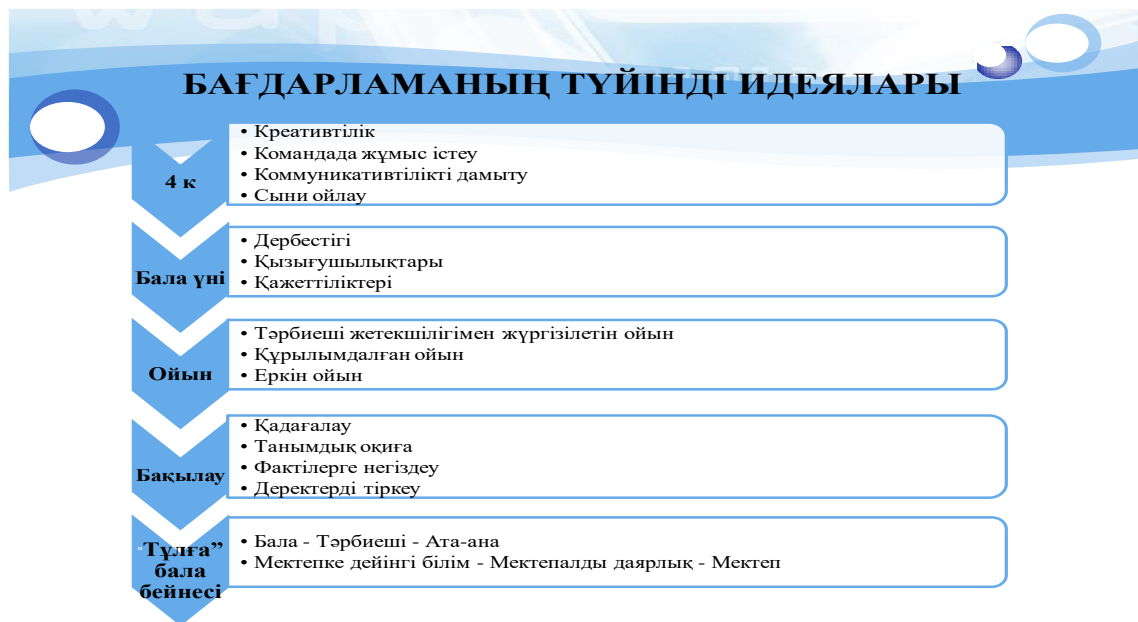 БАҒДАРЛАМАНЫҢ ТҮЙІНДІ ИДЕЯЛАРЫ
4 к
• Креативтілік
• Командада жұмыс істеу
• Коммуникативтілікті дамыту
• Сыни ойлау
Бала үні
• Дербестігі
• Қызығушылықтары
• Қажеттіліктері
Ойын
• Тәрбиеші жетекшілігімен жүргізілетін ойын
• Құрылымдалған ойын
• Еркін ойын
Бақылау
• Қадағалау
• Танымдық оқиға
• Фактілерге негіздеу
• Деректерді тіркеу
“Тұлға”
бала
бейнесі
• Бала - Тәрбиеші - Ата-ана
• Мектепке дейінгі білім - Мектепалды даярлық - Мектеп